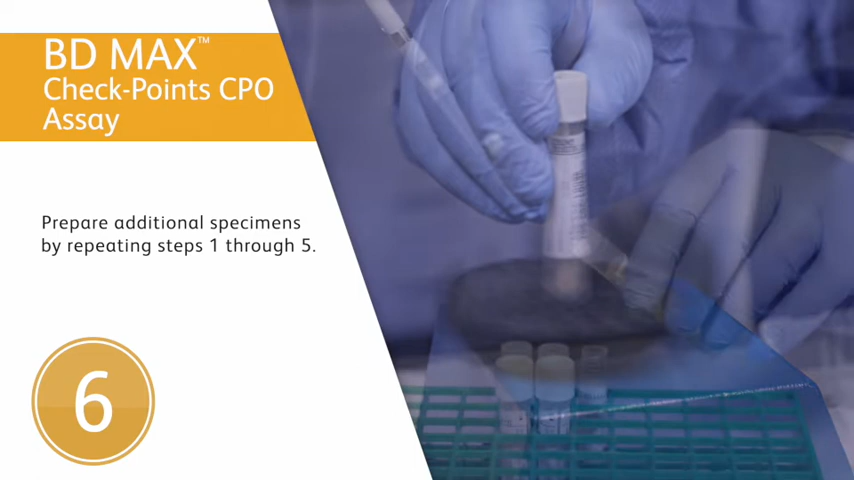 BD MAX™
Check-Points CPO
Assay
Prepare additional specimens
by repeating steps 1 through 5.
6